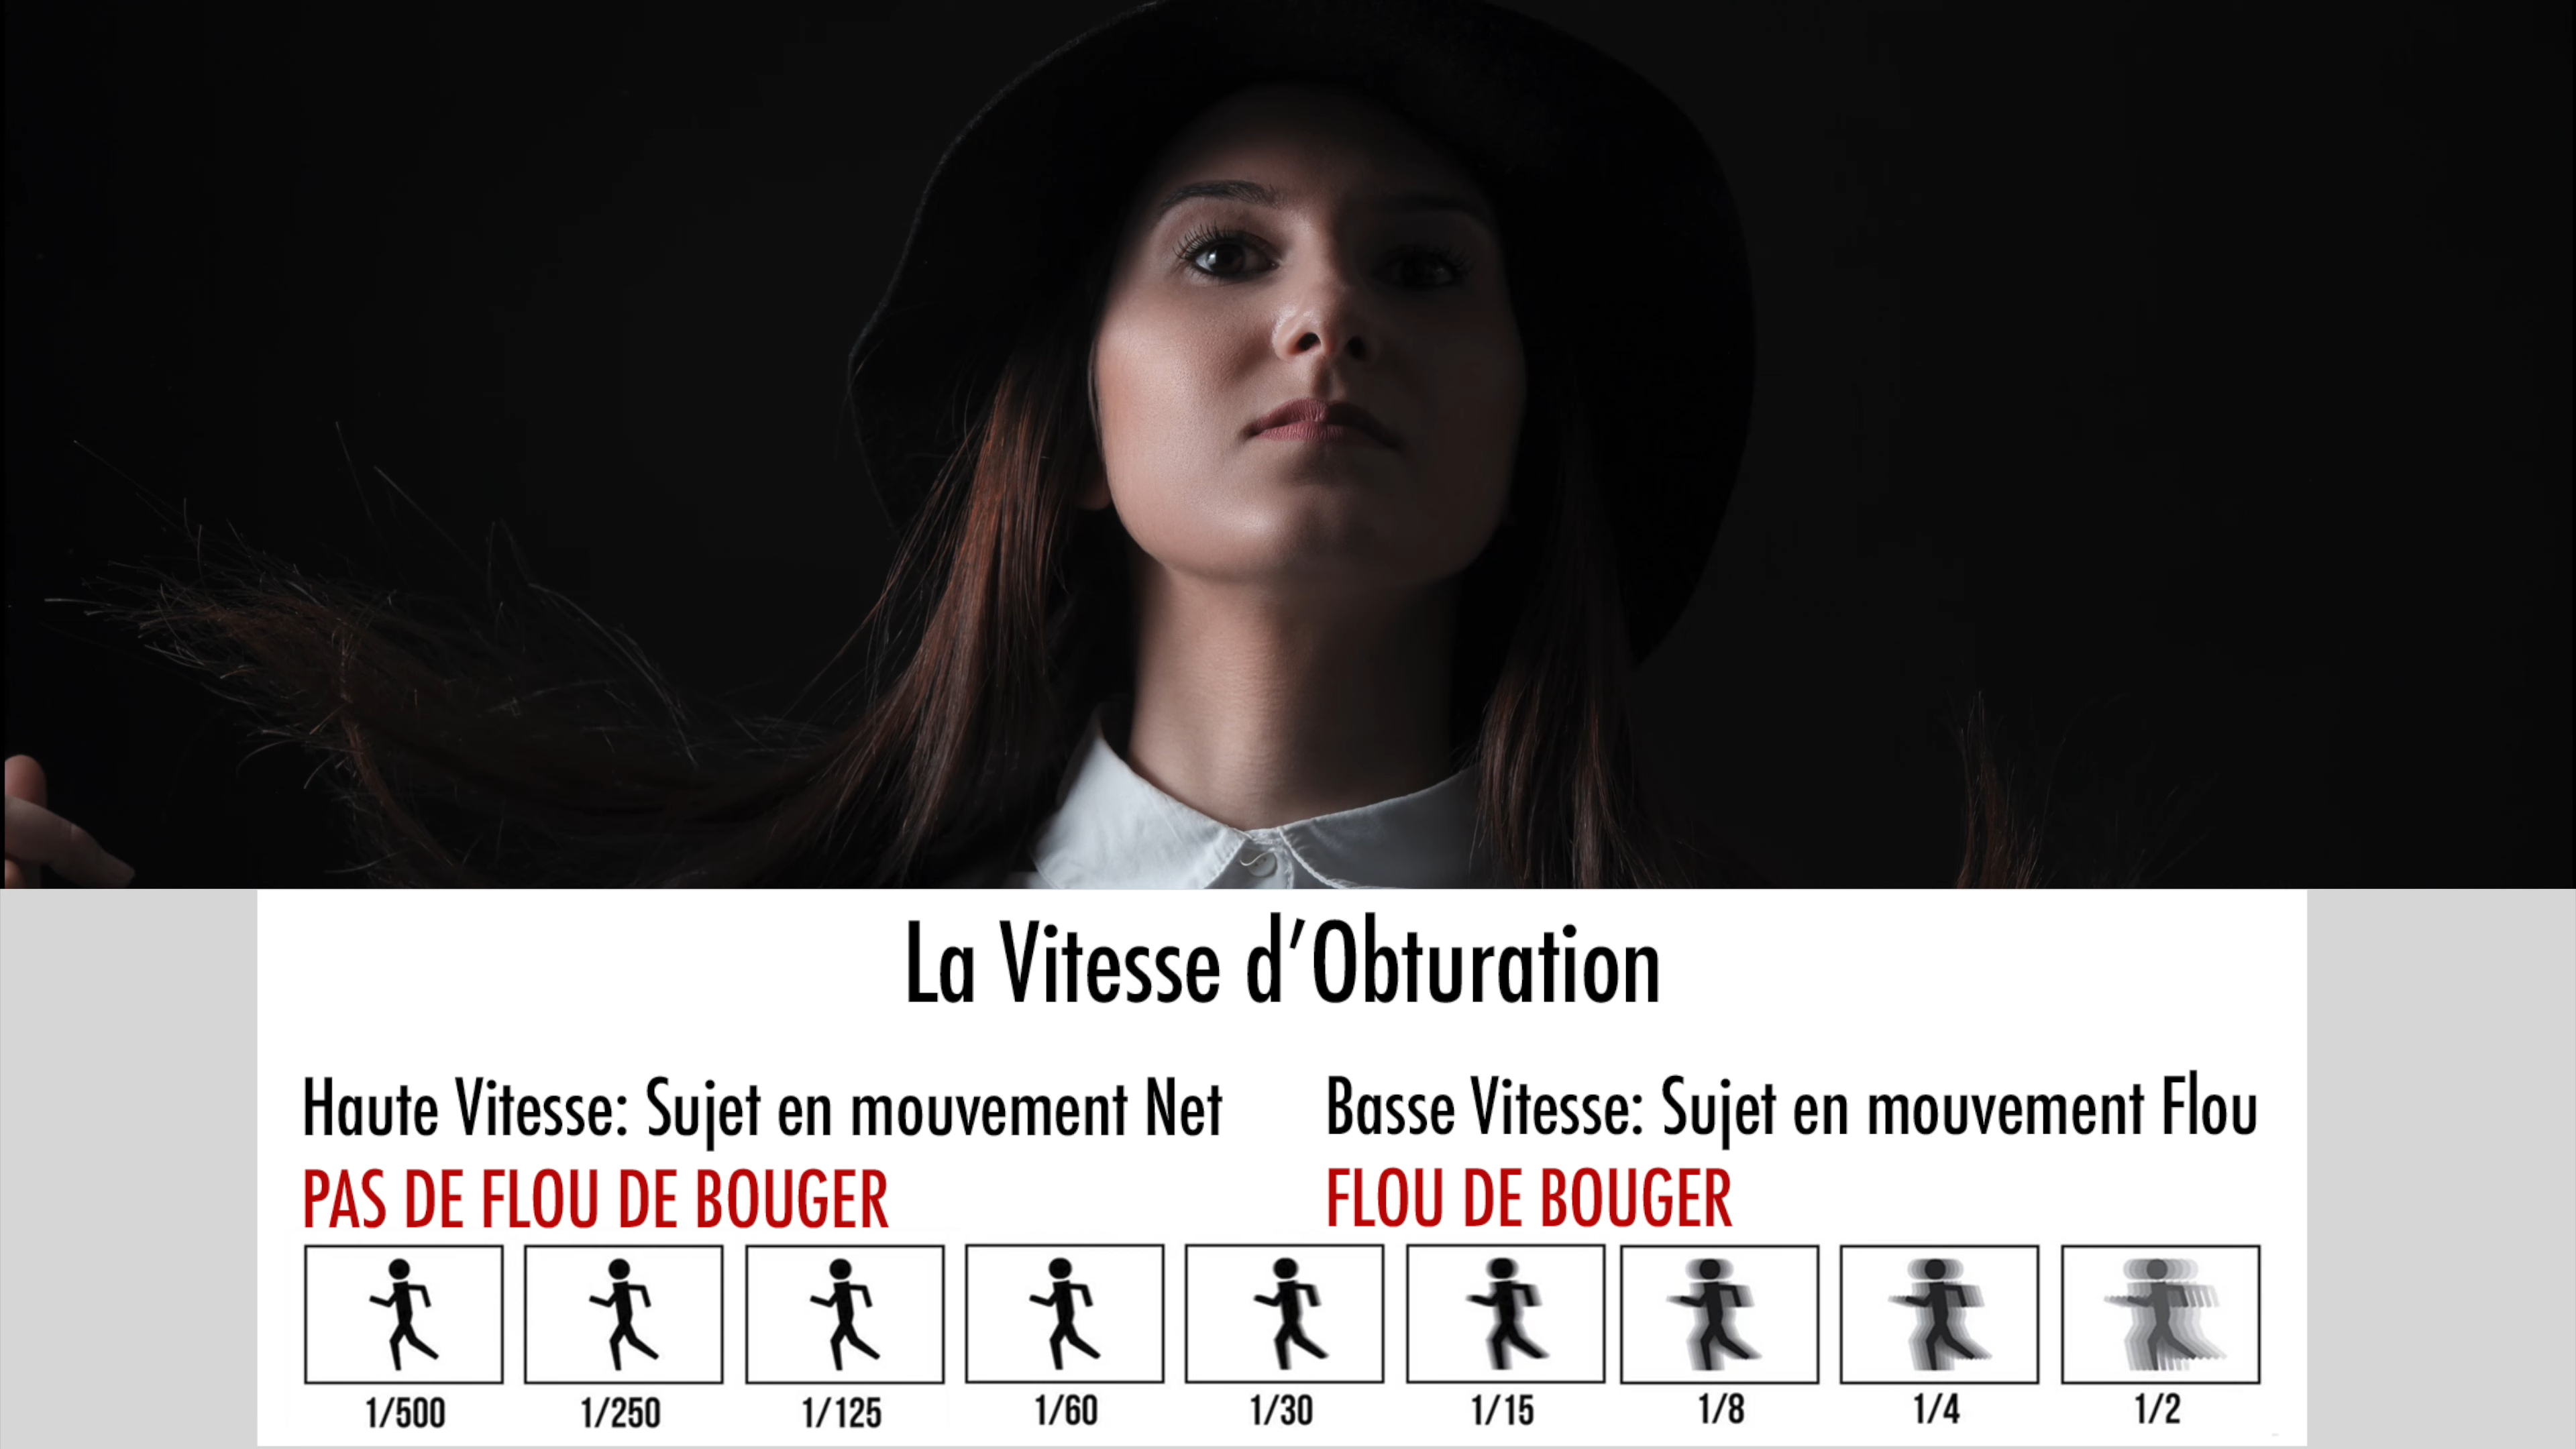 La Vitesse d’Obturation
Haute Vitesse: Sujet en mouvement Net
PAS DE FLOU DE BOUGER
Basse Vitesse: Sujet en mouvement Flou
FLOU DE BOUGER
1/500 1/250 1/125 1/60 1/30 1/15 1/8 1/4 1/2